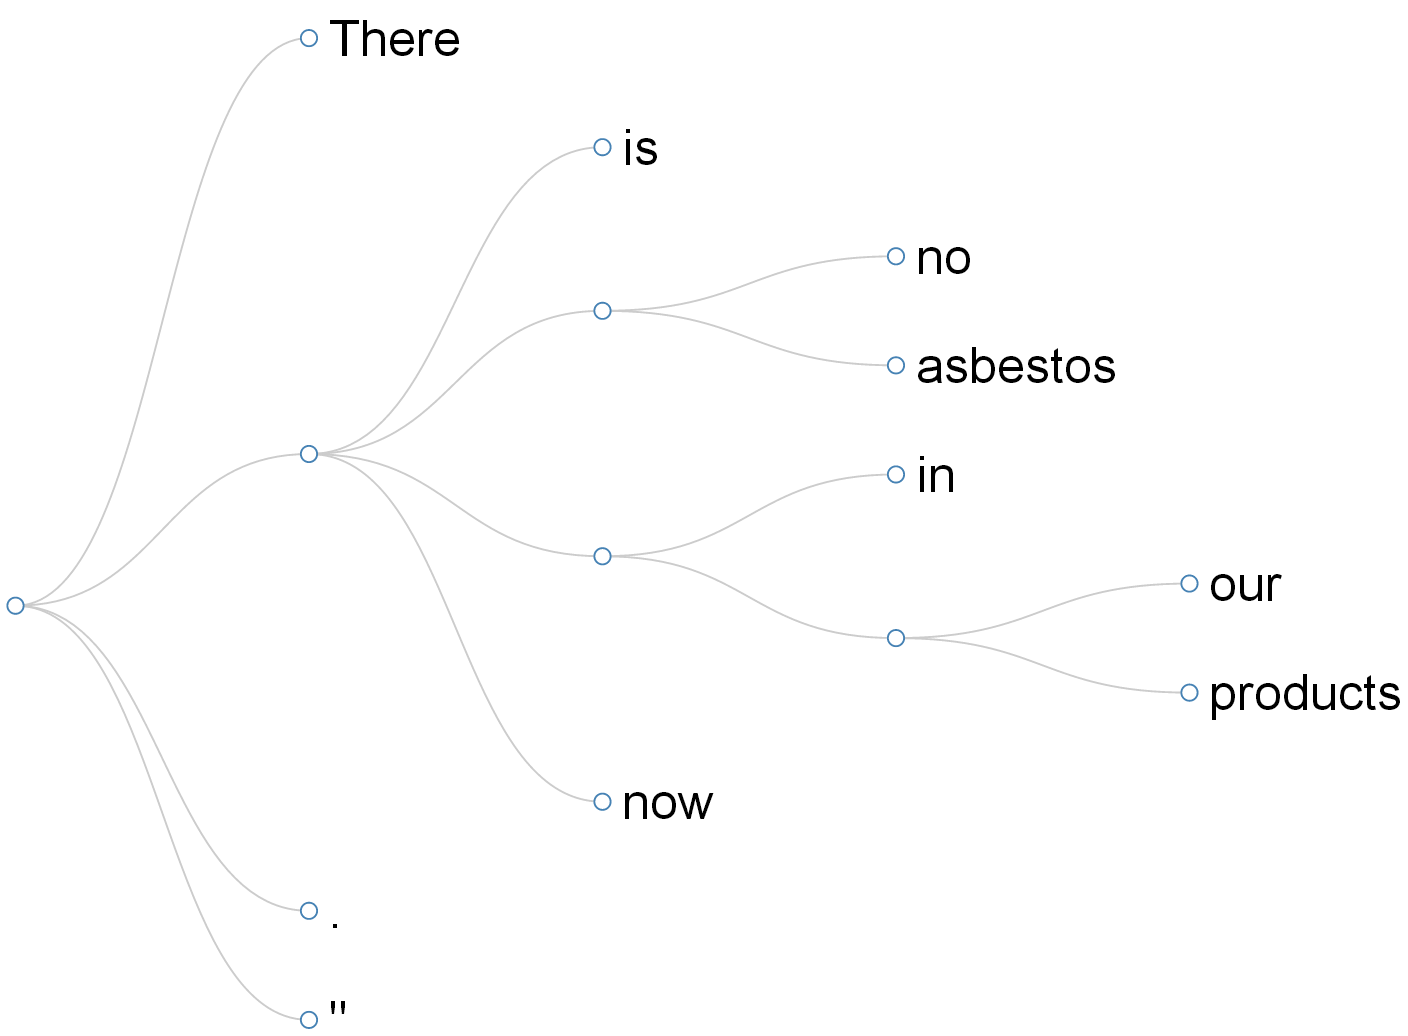 There
is
no
asbestos
in
our
products
now
.
"